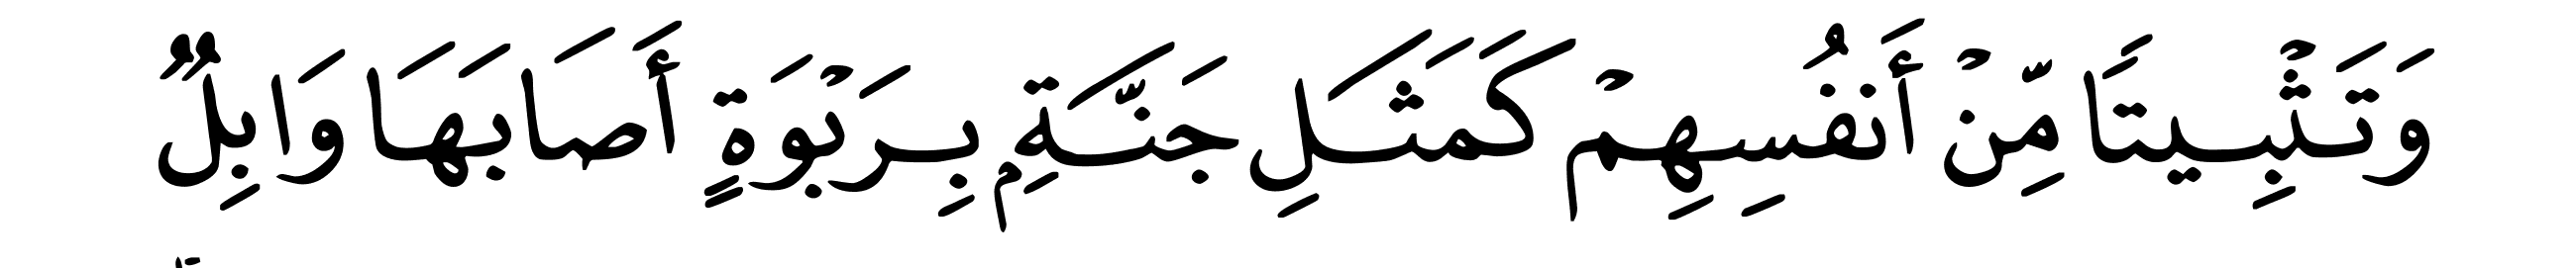 وَتَثْبِيتًا مِّنْ أَنفُسِهِمْ كَمَثَلِ جَنَّةِۭ بِرَبْوَةٍ أَصَابَهَا وَابِلٌ